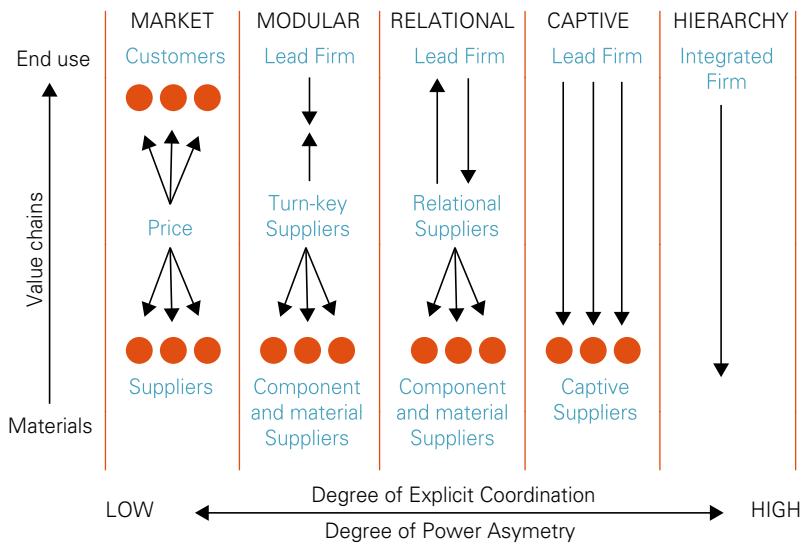 MARKET
MODULAR
RELATIONAL
CAPTIVE
HIERARCHY
End use
Customers
Lead Firm
Lead Firm
Lead Firm
Integrated
Firm
Value chains
Price
Turn-key
Suppliers
Relational
Suppliers
Suppliers
Component
and material
Suppliers
Component
and material
Suppliers
Captive
Suppliers
Materials
LOW
Degree of Explicit Coordination
HIGH
Degree of Power Asymetry